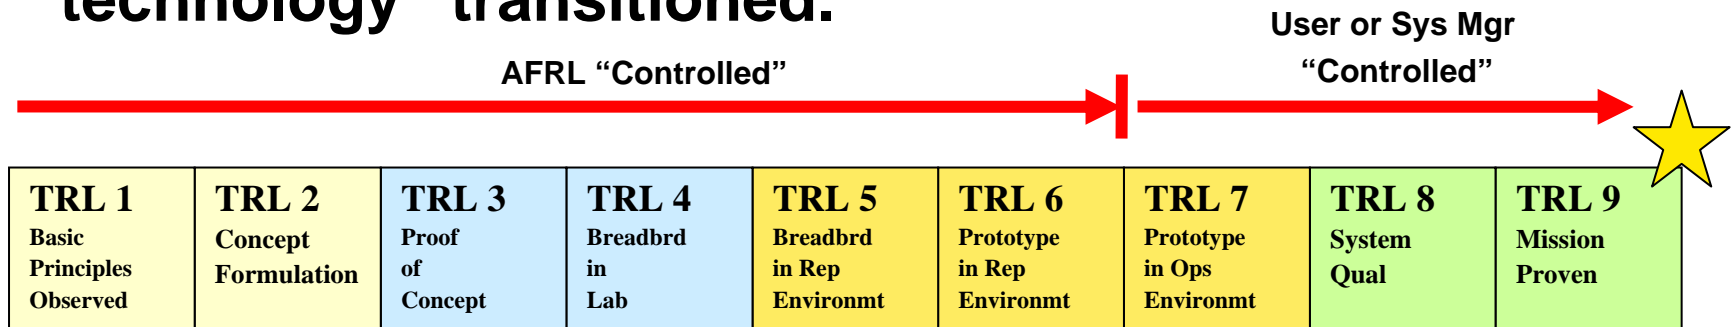 technology transitioned.
User or Sys Mgr
AFRL “Controlled”
“Controlled”
TRL 1
Basic
Principles
Observed
TRL 2
Concept
Formulation
TRL 3
Proof
of
Concept
TRL 4
Breadbrd
in
Lab
TRL 5
Breadbrd
in Rep
Environmt
TRL 6
Prototype
in Rep
Environmt
TRL 7
Prototype
in Ops
Environmt
TRL 8
System
Qual
TRL 9
Mission
Proven